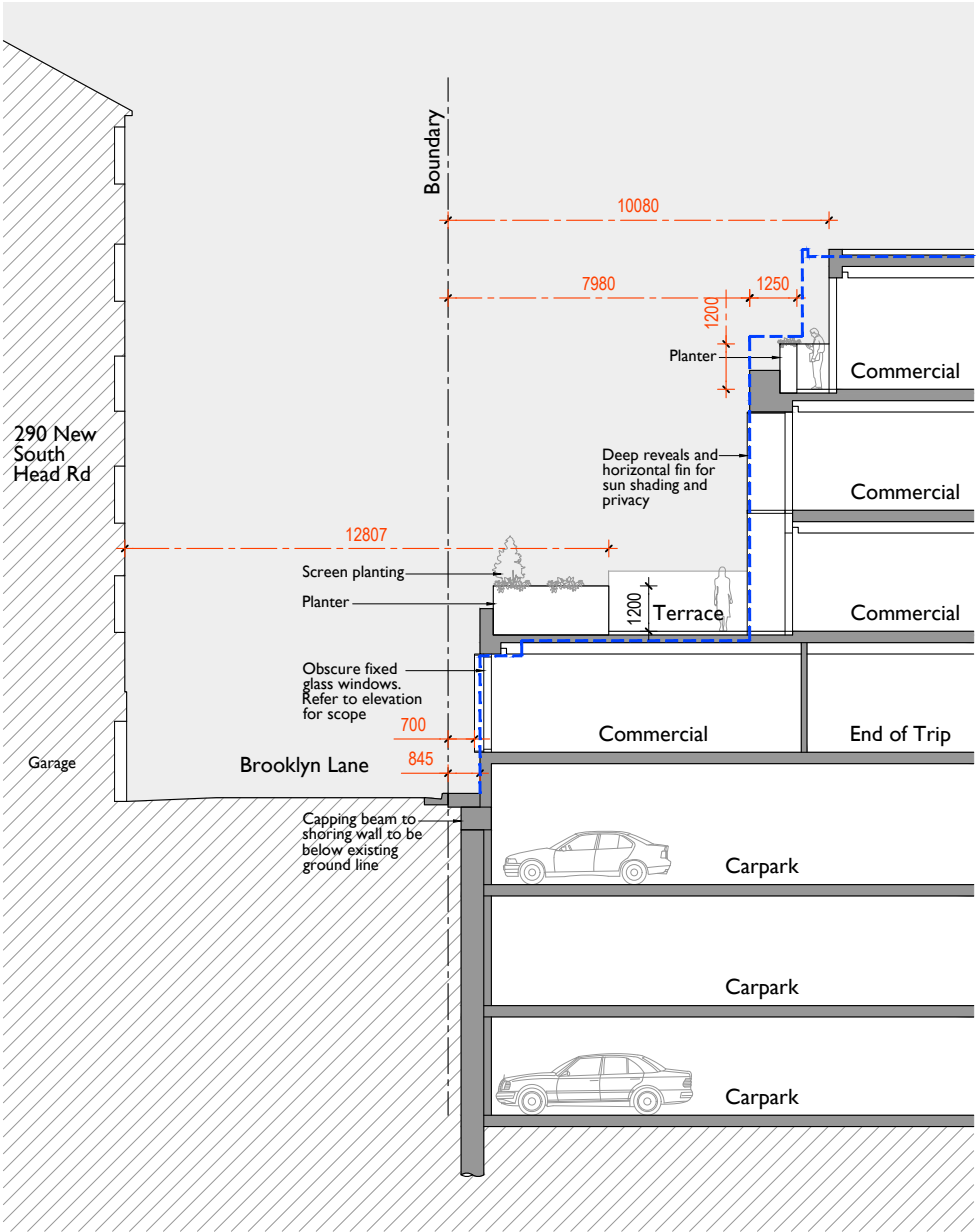 Boundary
10080
7980
1250
1200
Planter
Commercial
290 New
South
Head Rd
Deep reveals and
horizontal fin for
sun shading and
privacy
Commercial
12807
Screen planting
Planter
1200
Terrace
Commercial
Obscure fixed
glass windows.
Refer to elevation
for scope
700
Commercial
End of Trip
Garage
Brooklyn Lane
845
Capping beam to
shoring wall to be
below existing
ground line
Carpark
Carpark
Carpark